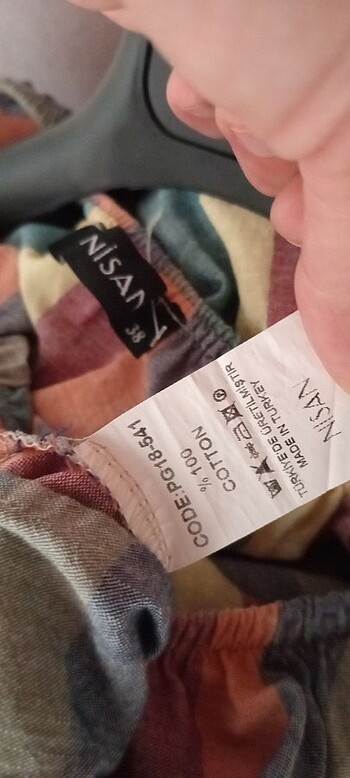 NİSAN
38
CODE:PG18-541
% 100
COTTON
TÜRKİYE'DE ÜRETİLMİŞTİR
MADE IN TURKEY
NİSAN